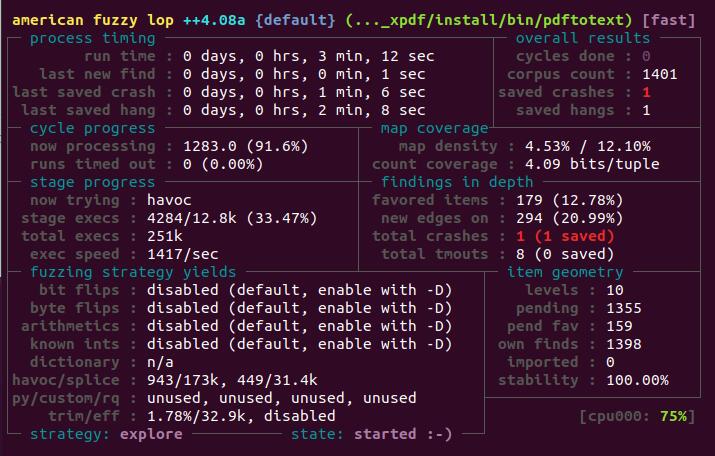 american fuzzy lop ++4.08a {default} (..._xpdf/install/bin/pdftotext) [fast]
process timing
overall results
run time : 0 days, 0 hrs, 3 min, 12 sec
cycles done : 0
last new find : 0 days, 0 hrs, 0 min, 1 sec
corpus count : 1401
last saved crash : 0 days, 0 hrs, 1 min, 6 sec
saved crashes : 1
last saved hang : 0 days, 0 hrs, 2 min, 8 sec
saved hangs : 1
cycle progress
map coverage
now processing : 1283.0 (91.6%)
map density : 4.53% / 12.10%
runs timed out : 0 (0.00%)
count coverage : 4.09 bits/tuple
stage progress
findings in depth
now trying : havoc
favored items : 179 (12.78%)
stage execs : 4284/12.8k (33.47%)
new edges on : 294 (20.99%)
total execs : 251k
total crashes : 1 (1 saved)
exec speed : 1417/sec
total tmouts : 8 (0 saved)
fuzzing strategy yields
item geometry
bit flips : disabled (default, enable with -D)
levels : 10
byte flips : disabled (default, enable with -D)
pending : 1355
arithmetics : disabled (default, enable with -D)
pend fav : 159
known ints : disabled (default, enable with -D)
own finds : 1398
dictionary : n/a
imported : 0
havoc/splice : 943/173k, 449/31.4k
stability : 100.00%
py/custom/rq : unused, unused, unused, unused
trim/eff : 1.78%/32.9k, disabled
[cpu000: 75%]
strategy: explore
state: started :-)